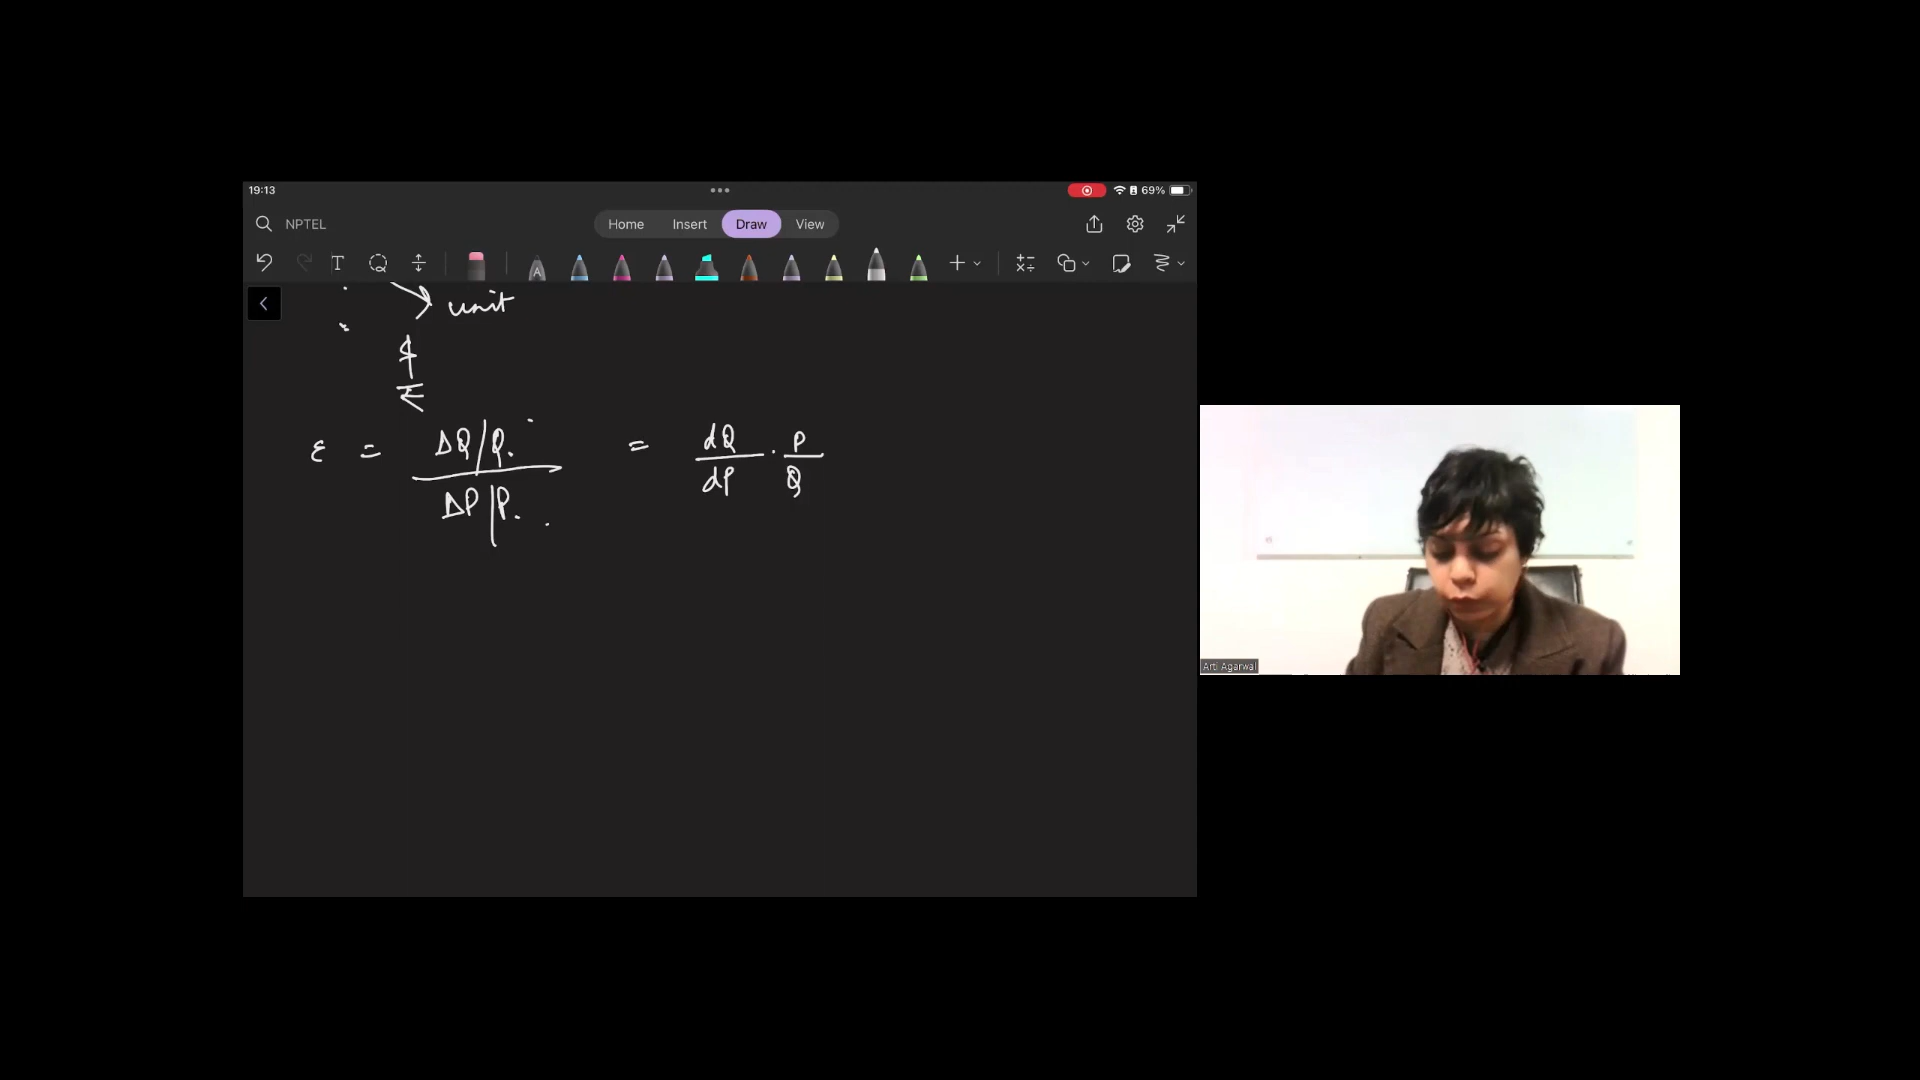 19:13
69%
NPTEL
Home Insert Draw View
T
A
unit
$
₹
ε = ΔQ/Q / ΔP/P = dQ/dP · P/Q
Arti Agarwal